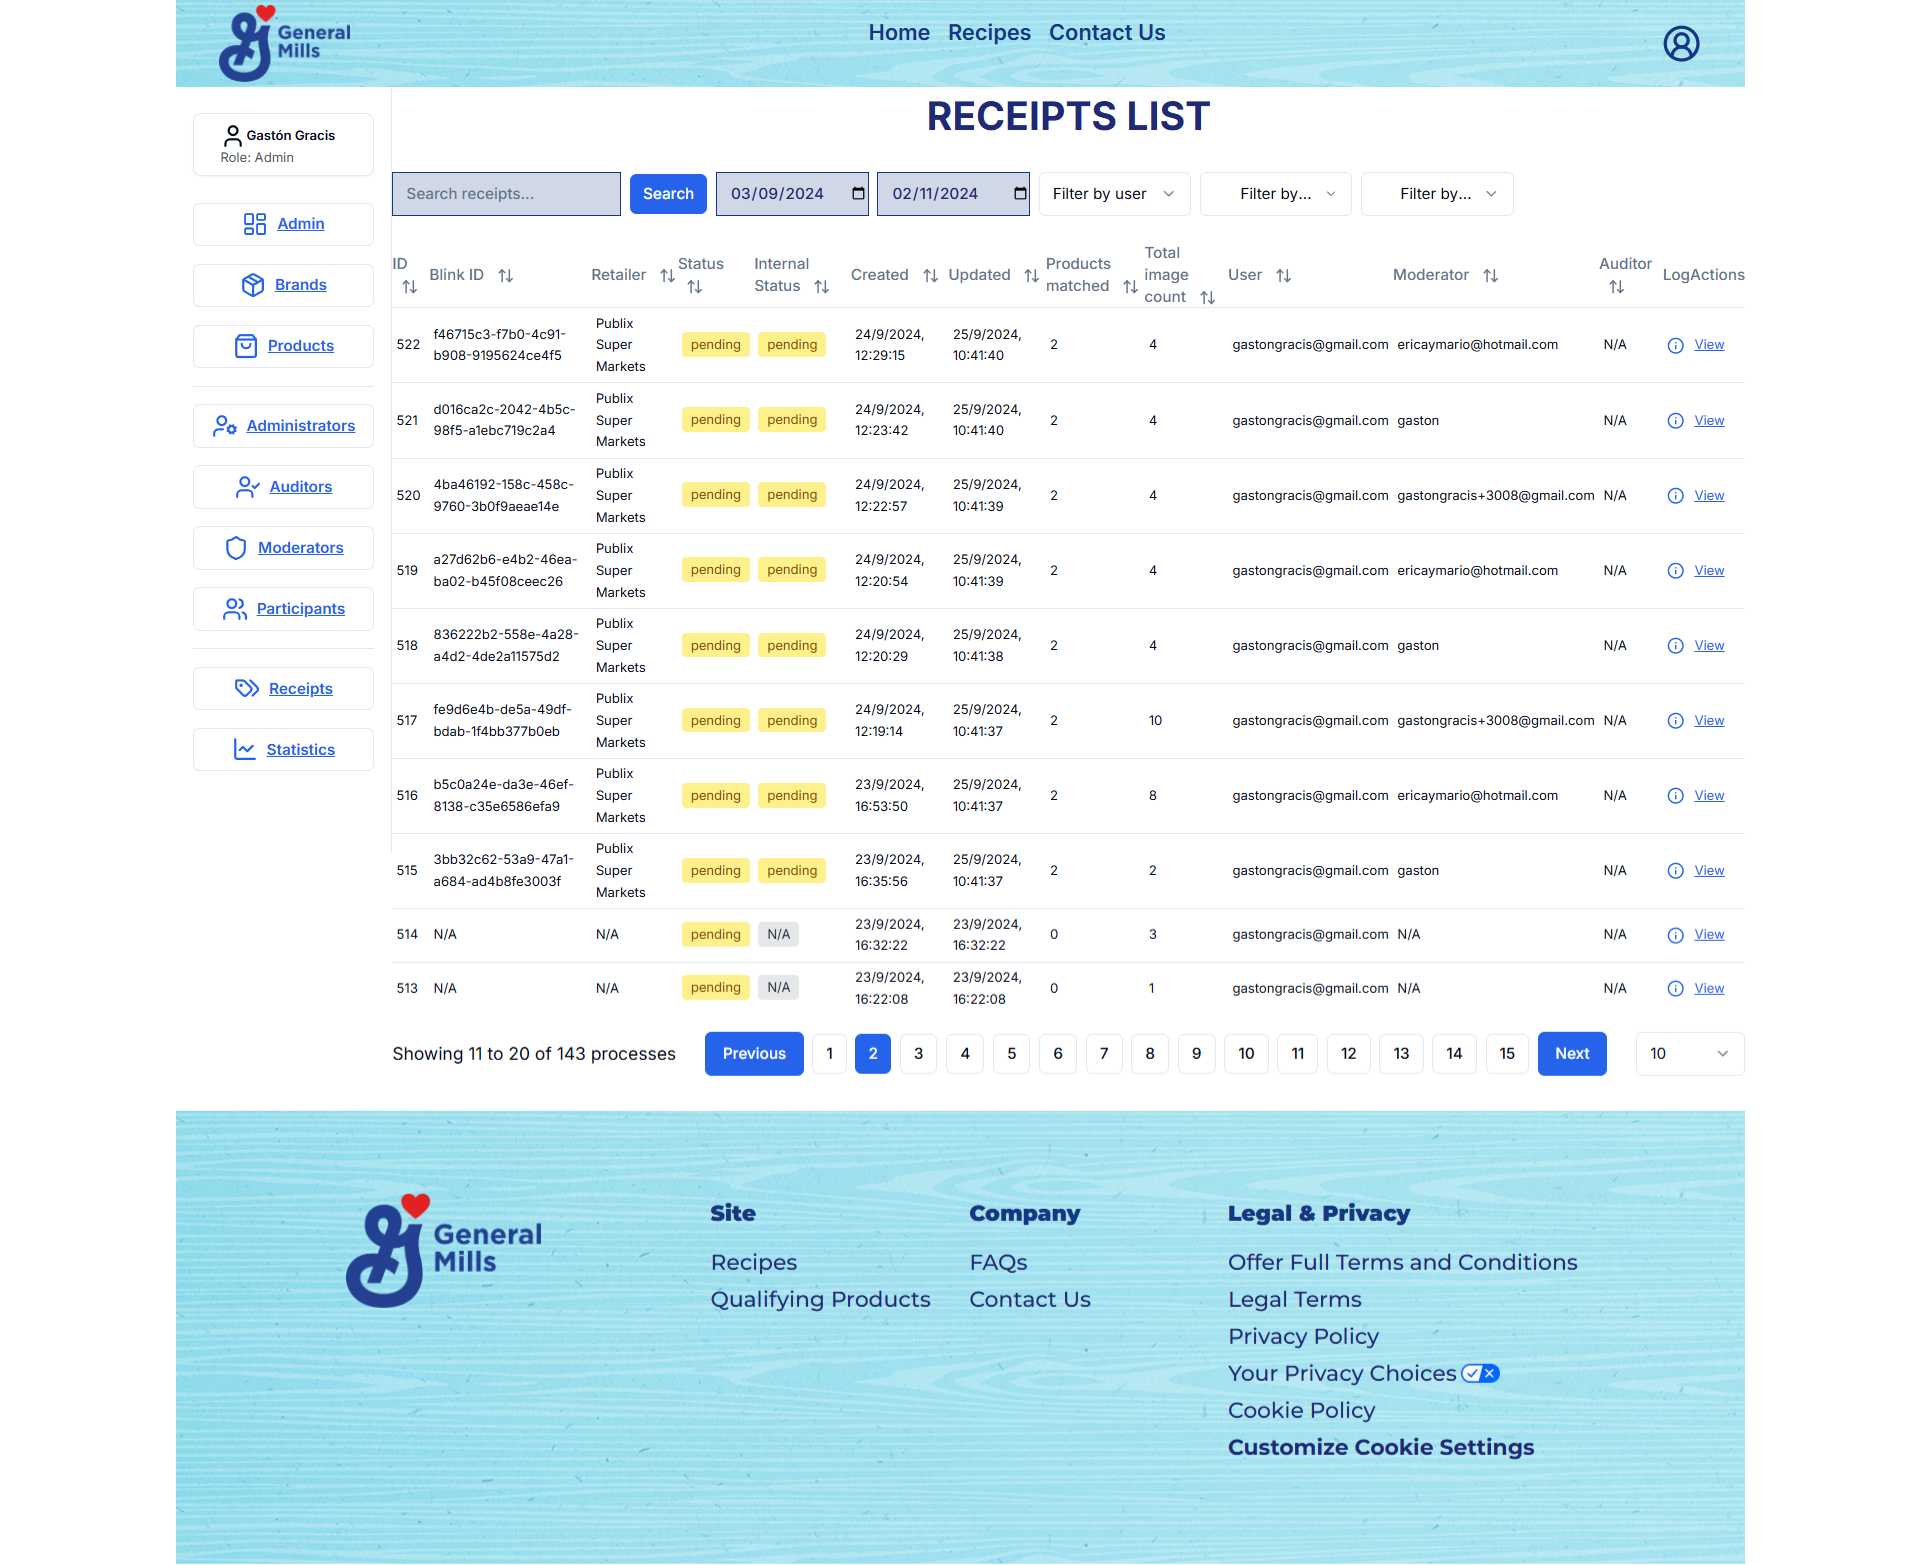 General
Mills
Home Recipes Contact Us
Gastón Gracis
Role: Admin
Admin
Brands
Products
Administrators
Auditors
Moderators
Participants
Receipts
Statistics
RECEIPTS LIST
Search receipts... Search 03/09/2024 02/11/2024 Filter by user Filter by... Filter by...
ID Blink ID Retailer Status Internal Status Created Updated Products matched Total image count User Moderator Auditor LogActions
522 f46715c3-f7b0-4c91-b908-9195624ce4f5 Publix Super Markets pending pending 24/9/2024, 12:29:15 25/9/2024, 10:41:40 2 4 gastongracis@gmail.com ericaymario@hotmail.com N/A View
521 d016ca2c-2042-4b5c-98f5-a1ebc719c2a4 Publix Super Markets pending pending 24/9/2024, 12:23:42 25/9/2024, 10:41:40 2 4 gastongracis@gmail.com gaston N/A View
520 4ba46192-158c-458c-9760-3b0f9aeae14e Publix Super Markets pending pending 24/9/2024, 12:22:57 25/9/2024, 10:41:39 2 4 gastongracis@gmail.com gastongracis+3008@gmail.com N/A View
519 a27d62b6-e4b2-46ea-ba02-b45f08ceec26 Publix Super Markets pending pending 24/9/2024, 12:20:54 25/9/2024, 10:41:39 2 4 gastongracis@gmail.com ericaymario@hotmail.com N/A View
518 836222b2-558e-4a28-a4d2-4de2a11575d2 Publix Super Markets pending pending 24/9/2024, 12:20:29 25/9/2024, 10:41:38 2 4 gastongracis@gmail.com gaston N/A View
517 fe9d6e4b-de5a-49df-bdab-1f4bb377b0eb Publix Super Markets pending pending 24/9/2024, 12:19:14 25/9/2024, 10:41:37 2 10 gastongracis@gmail.com gastongracis+3008@gmail.com N/A View
516 b5c0a24e-da3e-46ef-8138-c35e6586efa9 Publix Super Markets pending pending 23/9/2024, 16:53:50 25/9/2024, 10:41:37 2 8 gastongracis@gmail.com ericaymario@hotmail.com N/A View
515 3bb32c62-53a9-47a1-a684-ad4b8fe3003f Publix Super Markets pending pending 23/9/2024, 16:35:56 25/9/2024, 10:41:37 2 2 gastongracis@gmail.com gaston N/A View
514 N/A N/A pending N/A 23/9/2024, 16:32:22 23/9/2024, 16:32:22 0 3 gastongracis@gmail.com N/A N/A View
513 N/A N/A pending N/A 23/9/2024, 16:22:08 23/9/2024, 16:22:08 0 1 gastongracis@gmail.com N/A N/A View
Showing 11 to 20 of 143 processes Previous 1 2 3 4 5 6 7 8 9 10 11 12 13 14 15 Next 10
General
Mills
Site
Recipes
Qualifying Products
Company
FAQs
Contact Us
Legal & Privacy
Offer Full Terms and Conditions
Legal Terms
Privacy Policy
Your Privacy Choices
Cookie Policy
Customize Cookie Settings